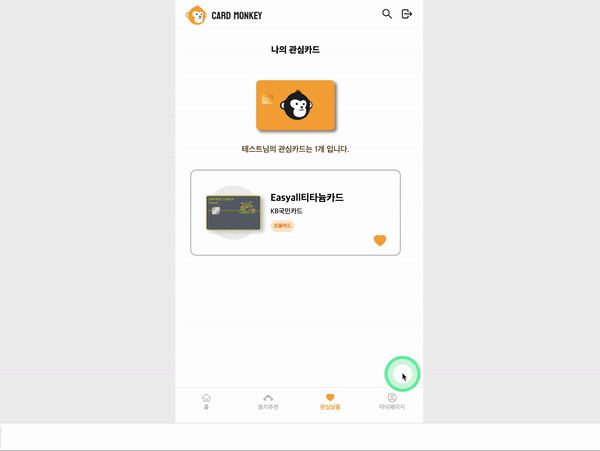 CARD MONKEY
나의 관심카드
테스트님의 관심카드는 1개 입니다.
Easyall티타늄카드
KB국민카드
신용카드
홈
몽키추천
관심상품
마이페이지